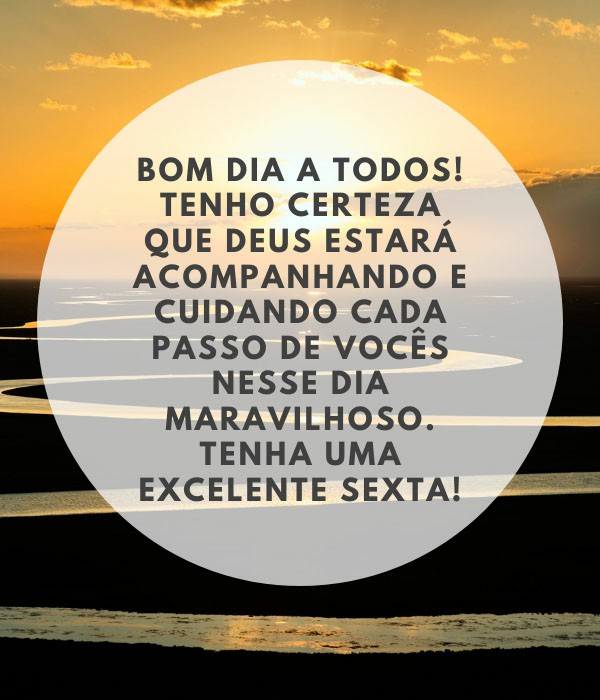 BOM DIA A TODOS!
TENHO CERTEZA
QUE DEUS ESTARÁ
ACOMPANHANDO E
CUIDANDO CADA
PASSO DE VOCÊS
NESSE DIA
MARAVILHOSO.
TENHA UMA
EXCELENTE SEXTA!